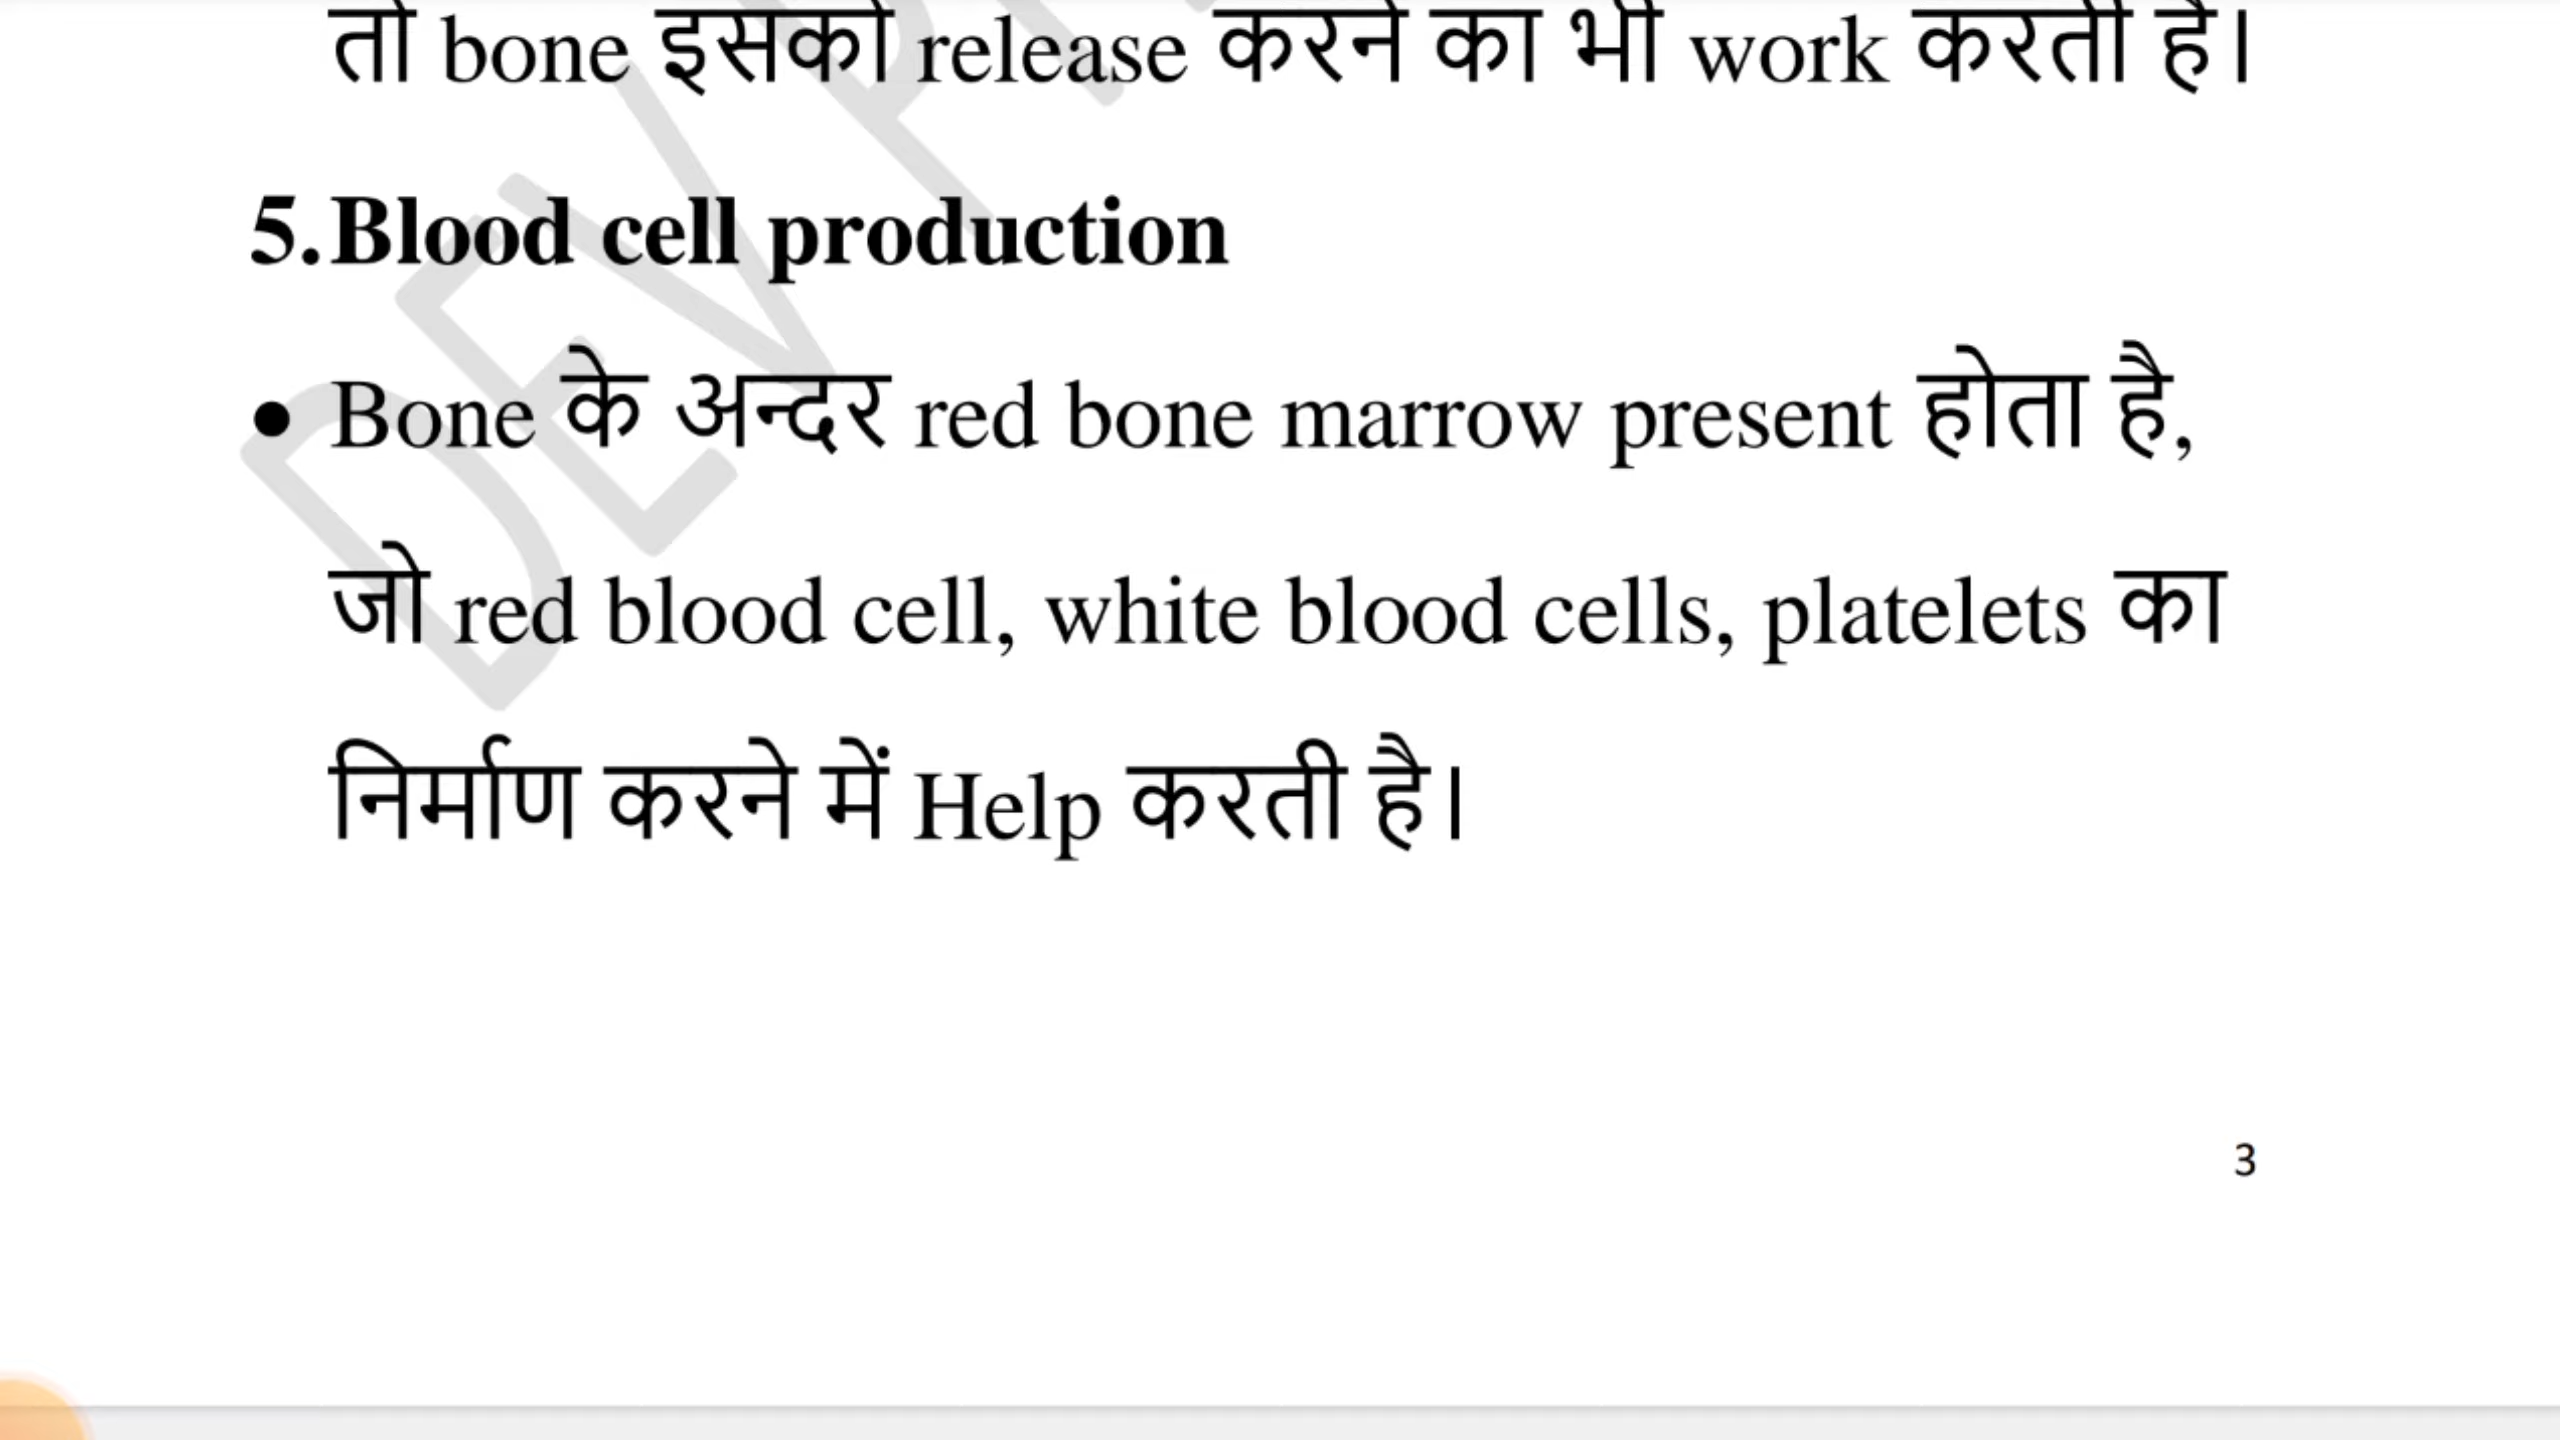 तो bone इसको release करने का भी work करती है।
5.Blood cell production
• Bone के अन्दर red bone marrow present होता है,
जो red blood cell, white blood cells, platelets का
निर्माण करने में Help करती है।
3